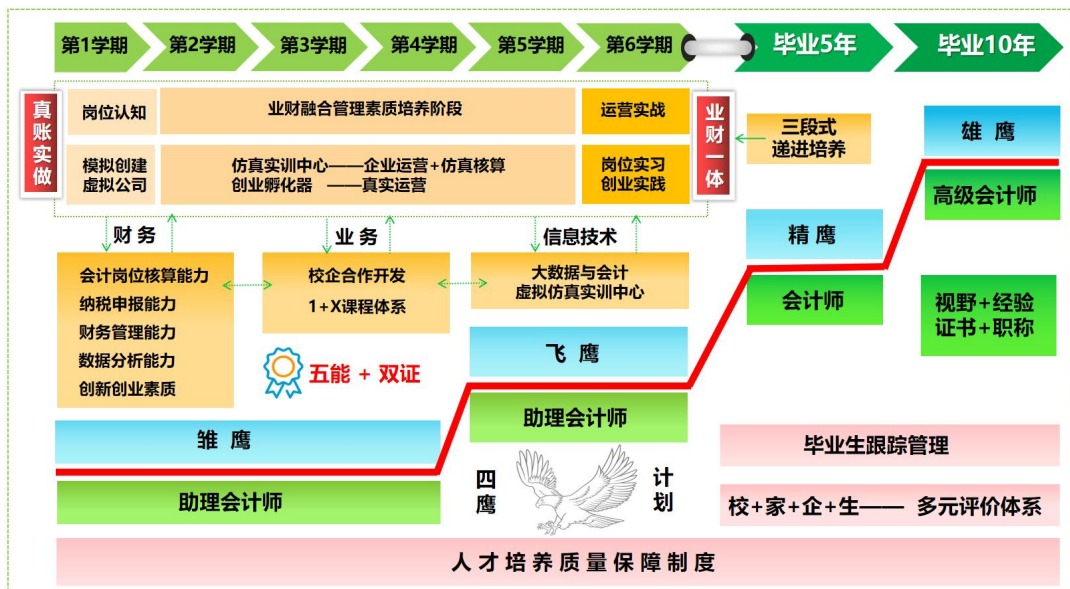 第1学期
第2学期
第3学期
第4学期
第5学期
第6学期
毕业5年
毕业10年
真账实做
岗位认知
业财融合管理素质培养阶段
运营实战
模拟创建
虚拟公司
仿真实训中心——企业运营+仿真核算
创业孵化器 ——真实运营
岗位实习
创业实践
业财一体
三段式
递进培养
雄 鹰
高级会计师
财 务
业 务
信息技术
精 鹰
会计师
会计岗位核算能力
纳税申报能力
财务管理能力
数据分析能力
创新创业素质
校企合作开发
1+X课程体系
大数据与会计
虚拟仿真实训中心
视野+经验
证书+职称
五能 + 双证
飞 鹰
助理会计师
雏 鹰
助理会计师
四鹰
计划
毕业生跟踪管理
校+家+企+生—— 多元评价体系
人才培养质量保障制度